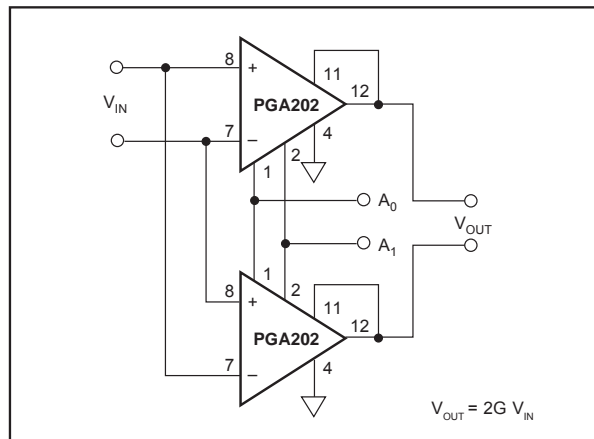 8
+
11
12
V_IN
PGA202
7
–
2
4
1
A_0
V_OUT
A_1
1
2
8
+
11
12
PGA202
7
–
4
V_OUT = 2G V_IN